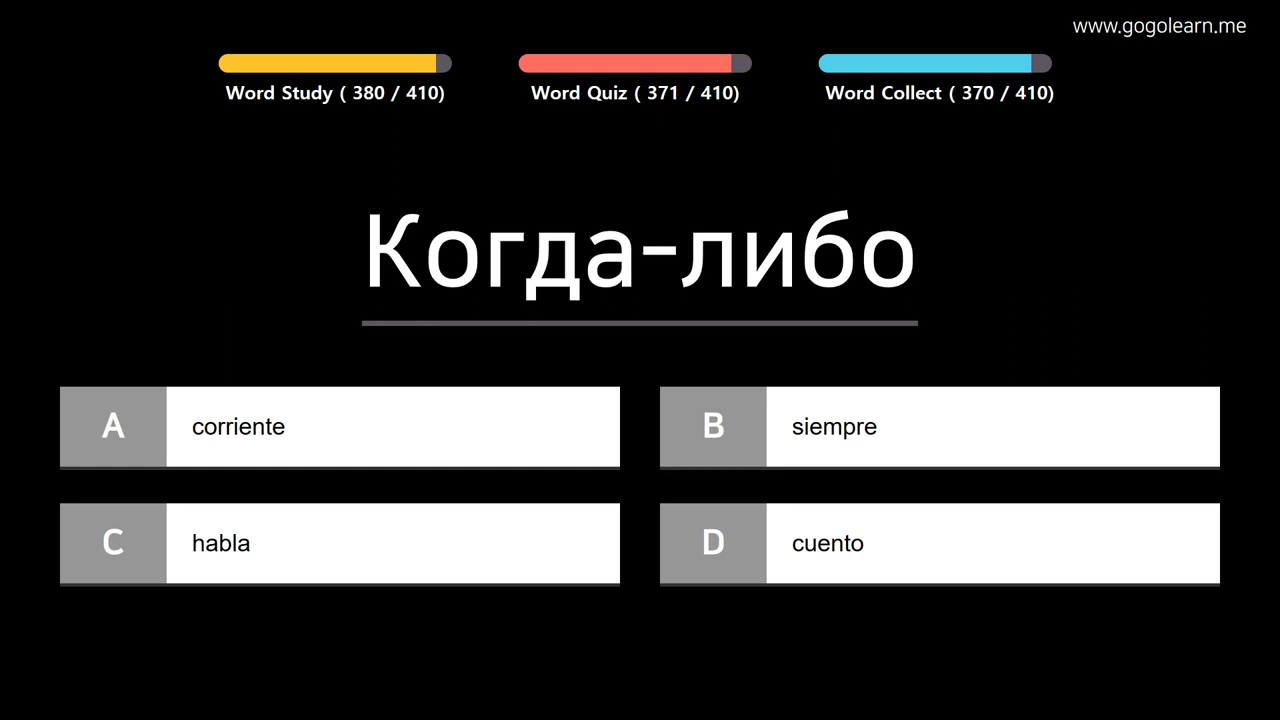 www.gogolearn.me
Word Study ( 380 / 410)
Word Quiz ( 371 / 410)
Word Collect ( 370 / 410)
Когда-либо
A corriente
B siempre
C habla
D cuento